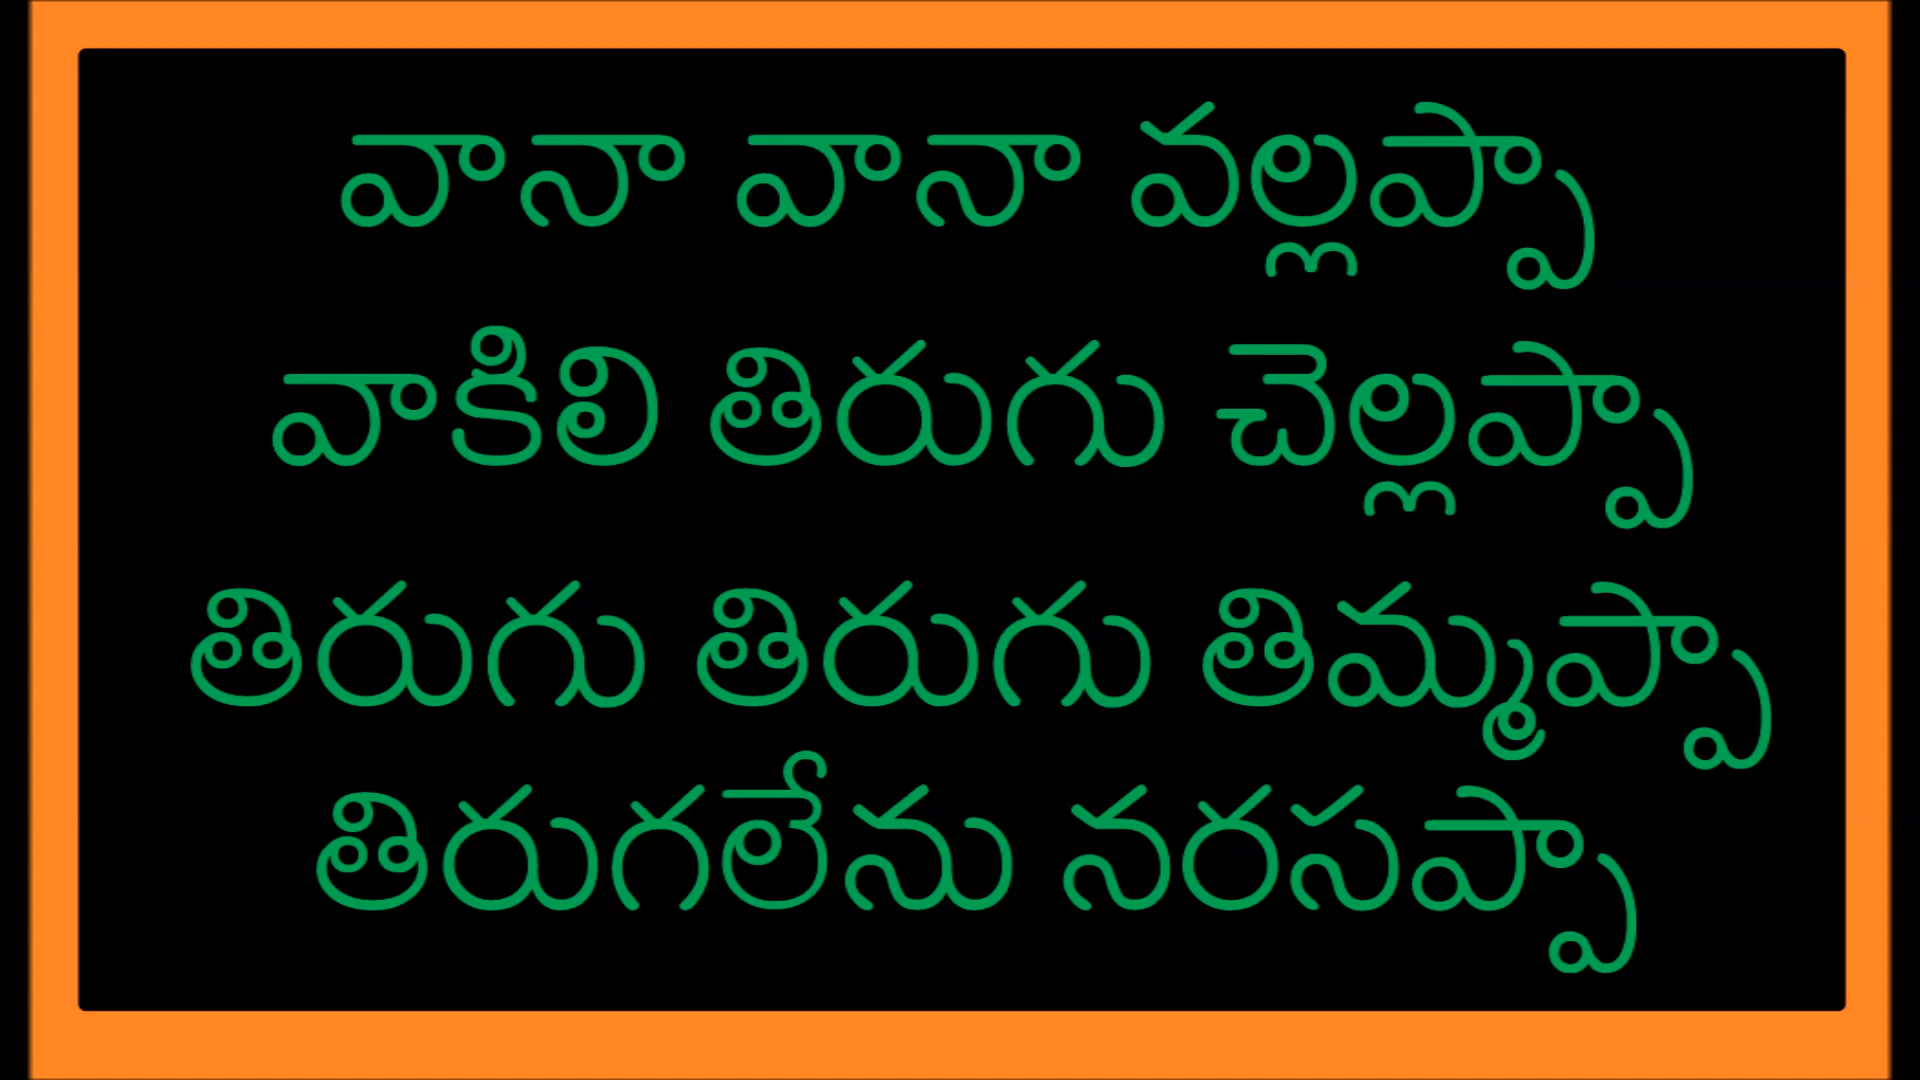 వానా వానా వల్లప్పా
వాకిలి తిరుగు చెల్లప్పా
తిరుగు తిరుగు తిమ్మప్పా
తిరుగలేను నరసప్పా